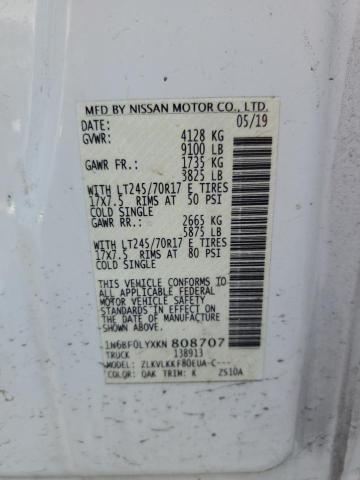 MFD BY NISSAN MOTOR CO., LTD.
DATE: 05/19
GVWR: 4128 KG
9100 LB
GAWR FR.: 1735 KG
3825 LB
WITH LT245/70R17 E TIRES
17X7.5 RIMS AT 50 PSI
COLD SINGLE
GAWR RR.: 2665 KG
5875 LB
WITH LT245/70R17 E TIRES
17X7.5 RIMS AT 80 PSI
COLD SINGLE
THIS VEHICLE CONFORMS TO ALL
APPLICABLE FEDERAL
MOTOR VEHICLE SAFETY
STANDARDS IN EFFECT ON THE
DATE OF MANUFACTURE
SHOWN ABOVE.
1N6BF0LYXKN 808707
TRUCK 138913
MODEL: ZLKVLKKF80EUA-C---
COLOR: QAK TRIM: K ZS10A